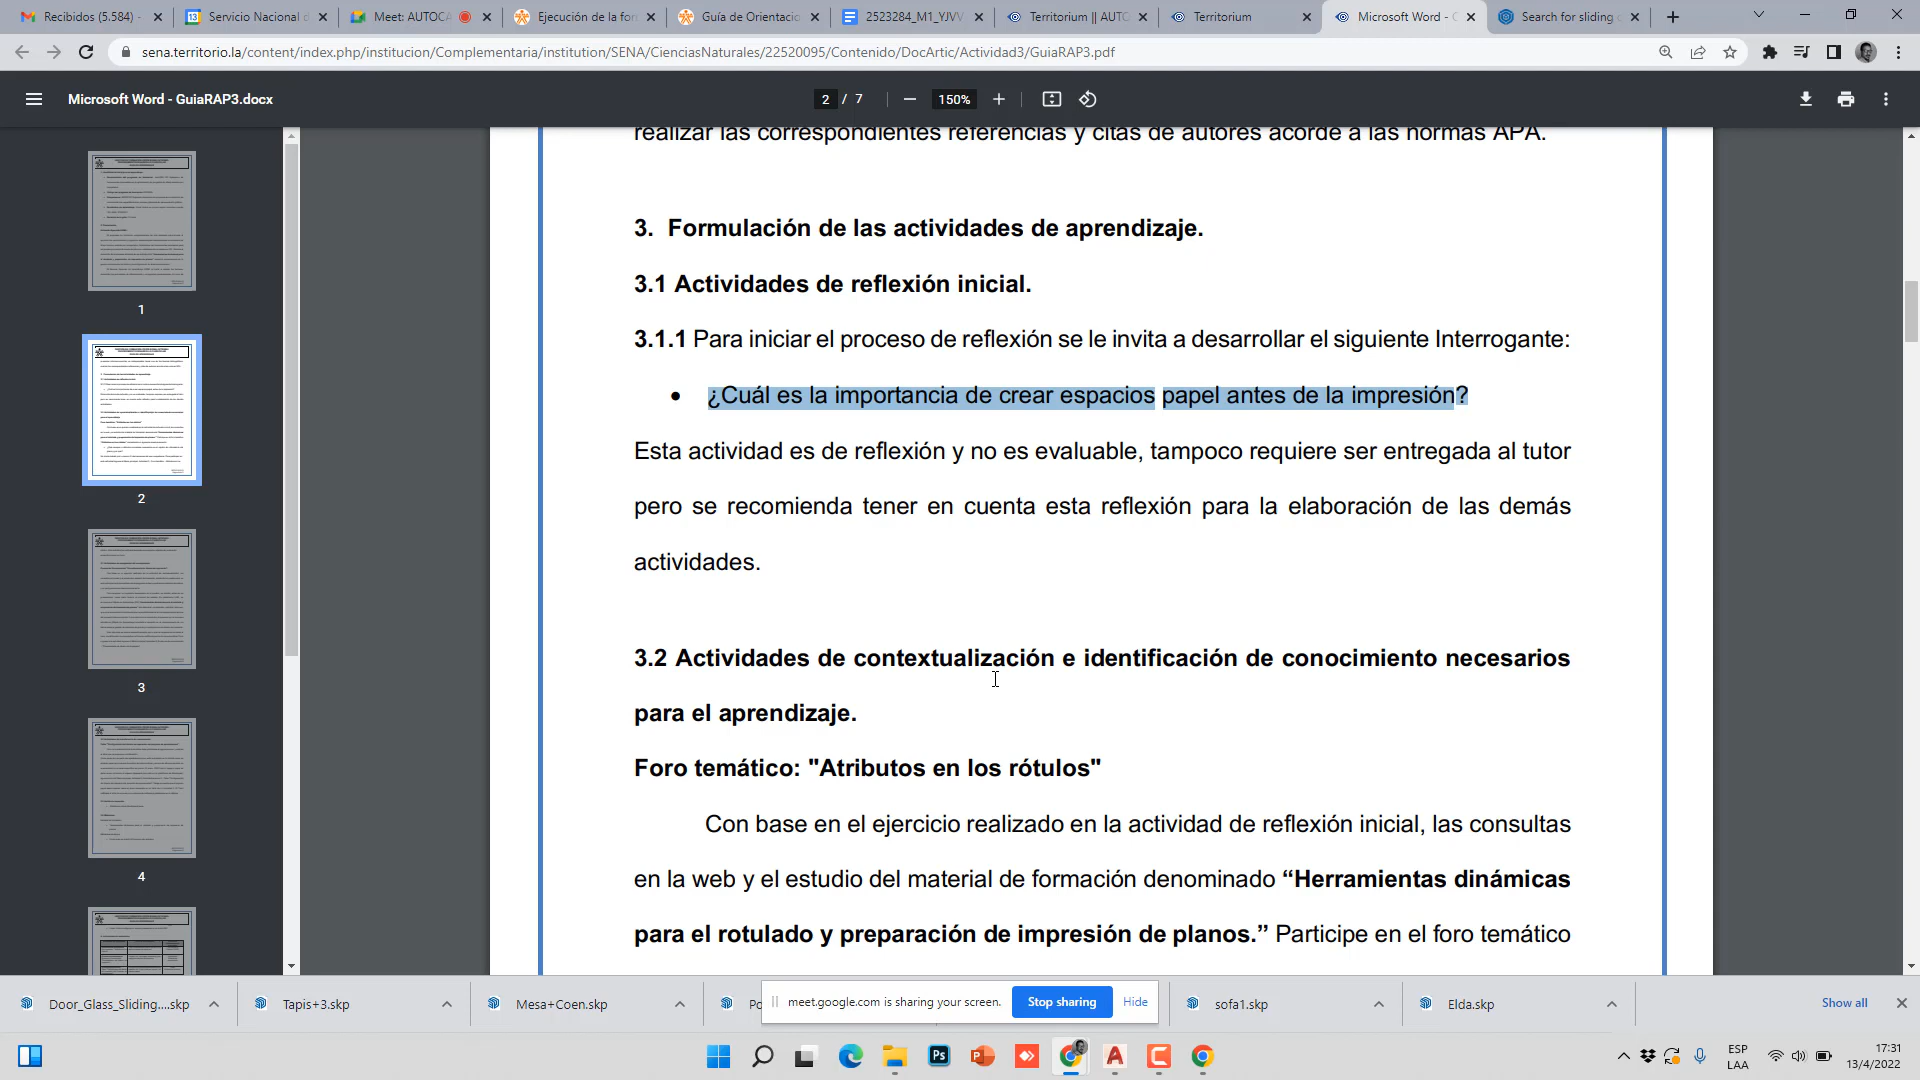 Recibidos (5.584) -
Servicio Nacional d
Meet: AUTOCA
Ejecución de la for
Guía de Orientacio
2523284_M1_YJVV
Territorium || AUTO
Territorium
Microsoft Word - G
Search for sliding
sena.territorio.la/content/index.php/institucion/Complementaria/institution/SENA/CienciasNaturales/22520095/Contenido/DocArtic/Actividad3/GuiaRAP3.pdf
Microsoft Word - GuiaRAP3.docx
2 / 7
150%
1
2
3
4
realizar las correspondientes referencias y citas de autores acorde a las normas APA.
3. Formulación de las actividades de aprendizaje.
3.1 Actividades de reflexión inicial.
3.1.1 Para iniciar el proceso de reflexión se le invita a desarrollar el siguiente Interrogante:
• ¿Cuál es la importancia de crear espacios papel antes de la impresión?
Esta actividad es de reflexión y no es evaluable, tampoco requiere ser entregada al tutor
pero se recomienda tener en cuenta esta reflexión para la elaboración de las demás
actividades.
3.2 Actividades de contextualización e identificación de conocimiento necesarios
para el aprendizaje.
Foro temático: "Atributos en los rótulos"
Con base en el ejercicio realizado en la actividad de reflexión inicial, las consultas
en la web y el estudio del material de formación denominado “Herramientas dinámicas
para el rotulado y preparación de impresión de planos.” Participe en el foro temático
Door_Glass_Sliding....skp
Tapis+3.skp
Mesa+Coen.skp
Po
meet.google.com is sharing your screen.
Stop sharing
Hide
sofa1.skp
Elda.skp
Show all
Ps
ESP
LAA
17:31
13/4/2022